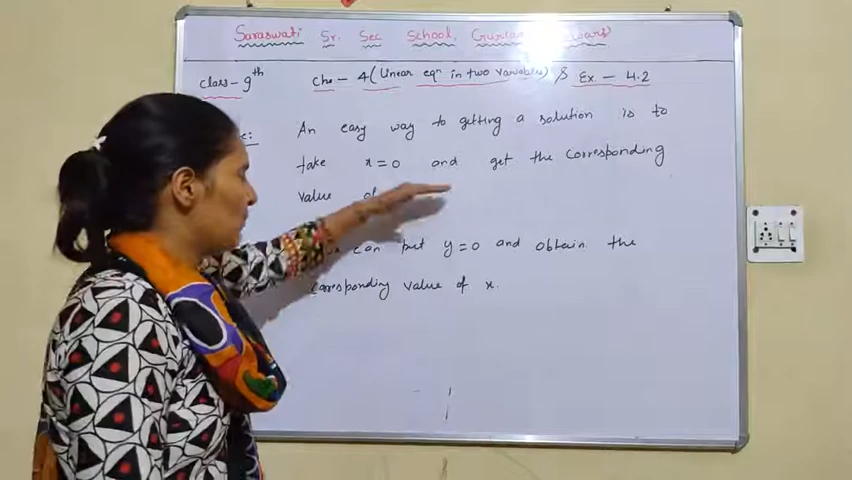 Saraswati Sr. Sec School,
Class - 9th Ch. - 4 (Linear eqn in two variables) Ex. - 4.2
An easy way to getting a solution is to
take x = 0 and get the corresponding
value of
can put y = 0 and obtain the
corresponding value of x.